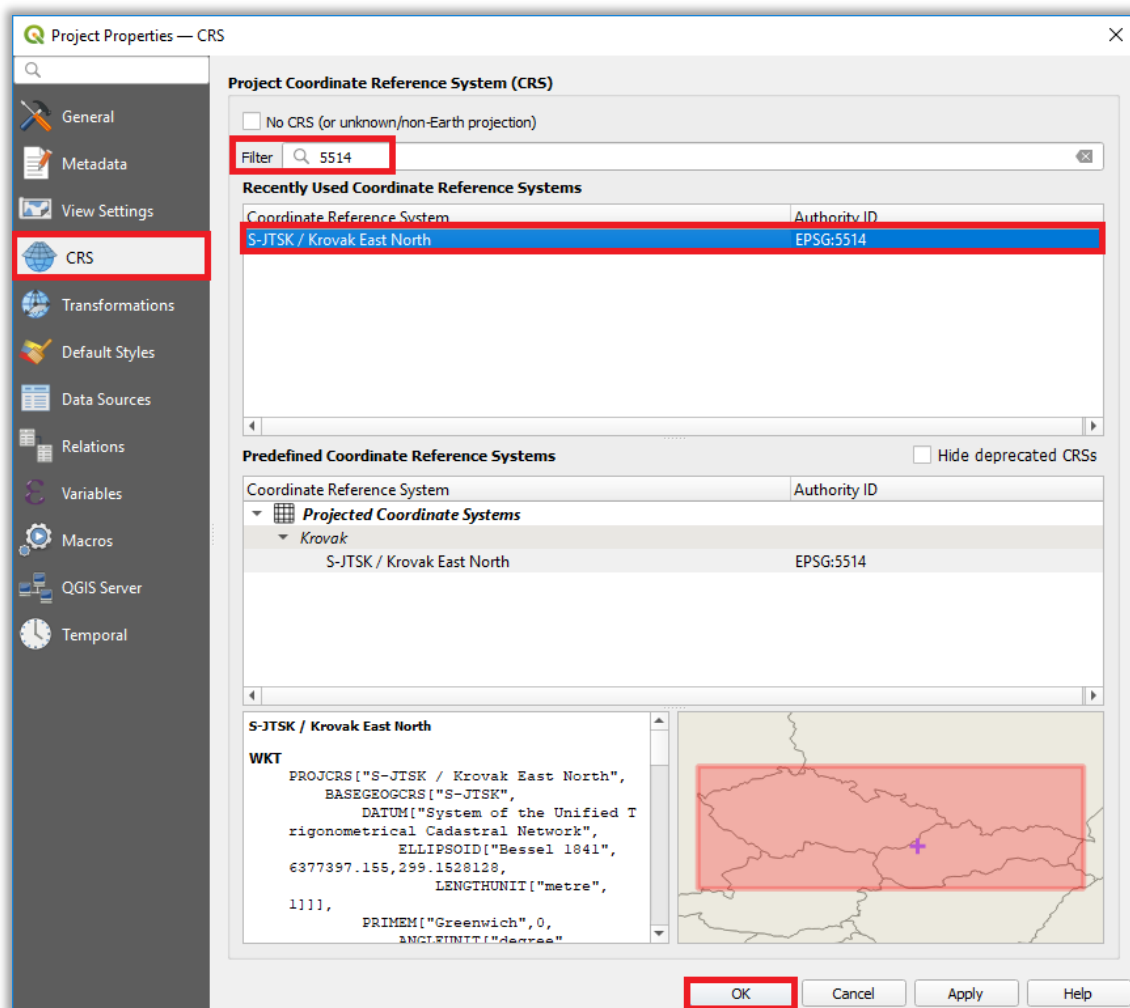 Project Properties — CRS
General
Metadata
View Settings
CRS
Transformations
Default Styles
Data Sources
Relations
Variables
Macros
QGIS Server
Temporal
Project Coordinate Reference System (CRS)
No CRS (or unknown/non-Earth projection)
Filter 5514
Recently Used Coordinate Reference Systems
Coordinate Reference System Authority ID
S-JTSK / Krovak East North EPSG:5514
Predefined Coordinate Reference Systems Hide deprecated CRSs
Coordinate Reference System Authority ID
Projected Coordinate Systems
Krovak
S-JTSK / Krovak East North EPSG:5514
S-JTSK / Krovak East North
WKT
PROJCRS["S-JTSK / Krovak East North",
BASEGEOGCRS["S-JTSK",
DATUM["System of the Unified T
rigonometrical Cadastral Network",
ELLIPSOID["Bessel 1841",
6377397.155,299.1528128,
LENGTHUNIT["metre",
1]]],
PRIMEM["Greenwich",0,
ANGLEUNIT["degree"
OK Cancel Apply Help